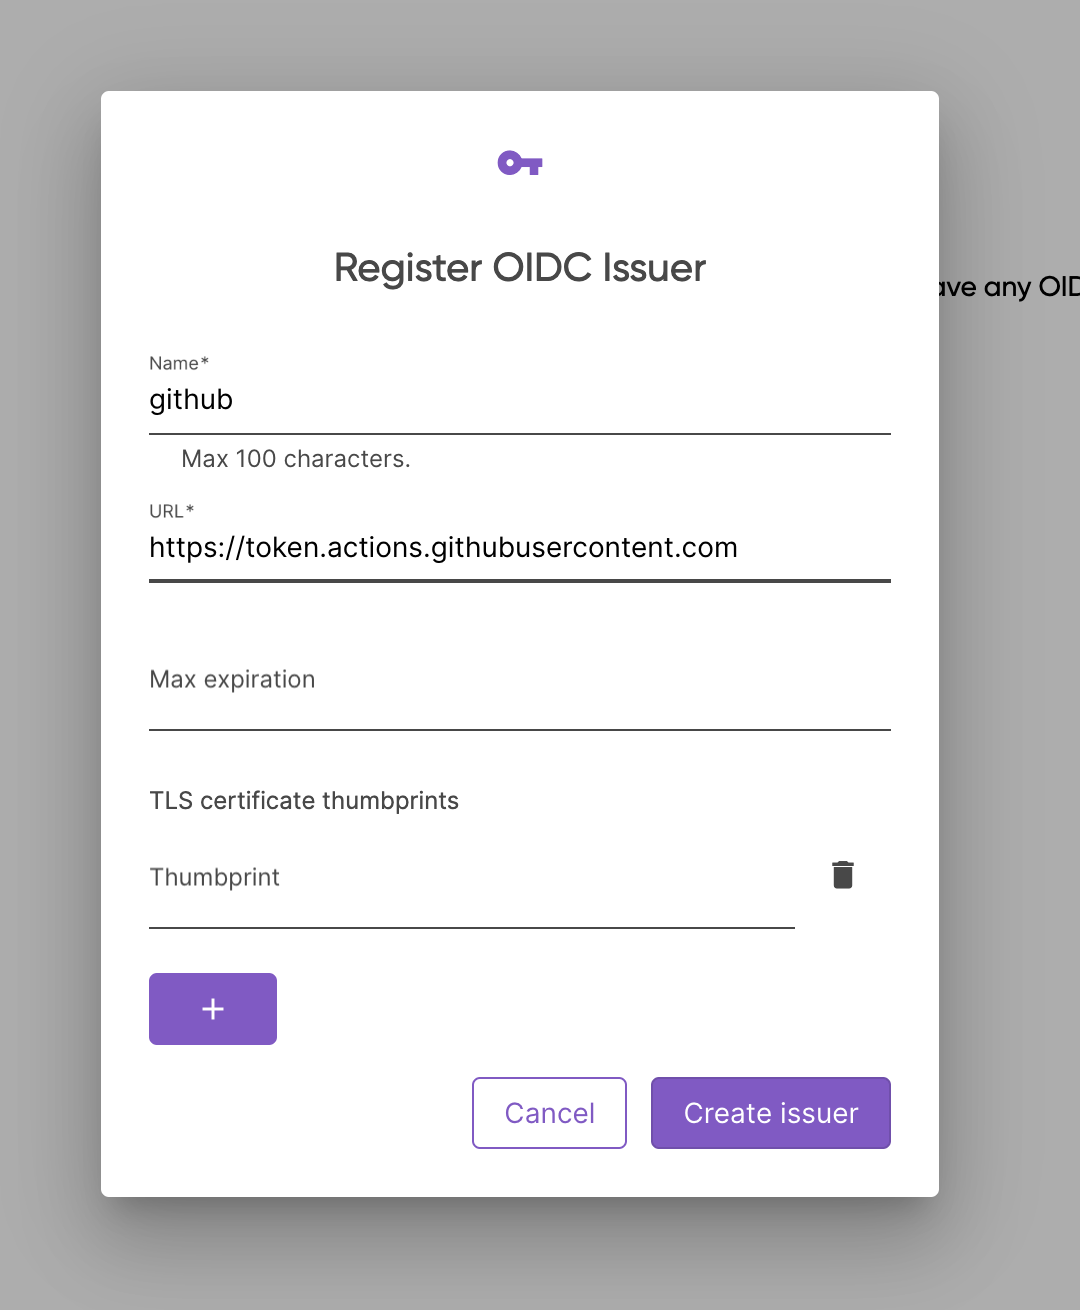 Register OIDC Issuer
ave any OID
Name*
github
Max 100 characters.
URL*
https://token.actions.githubusercontent.com
Max expiration
TLS certificate thumbprints
Thumbprint
+
Cancel
Create issuer